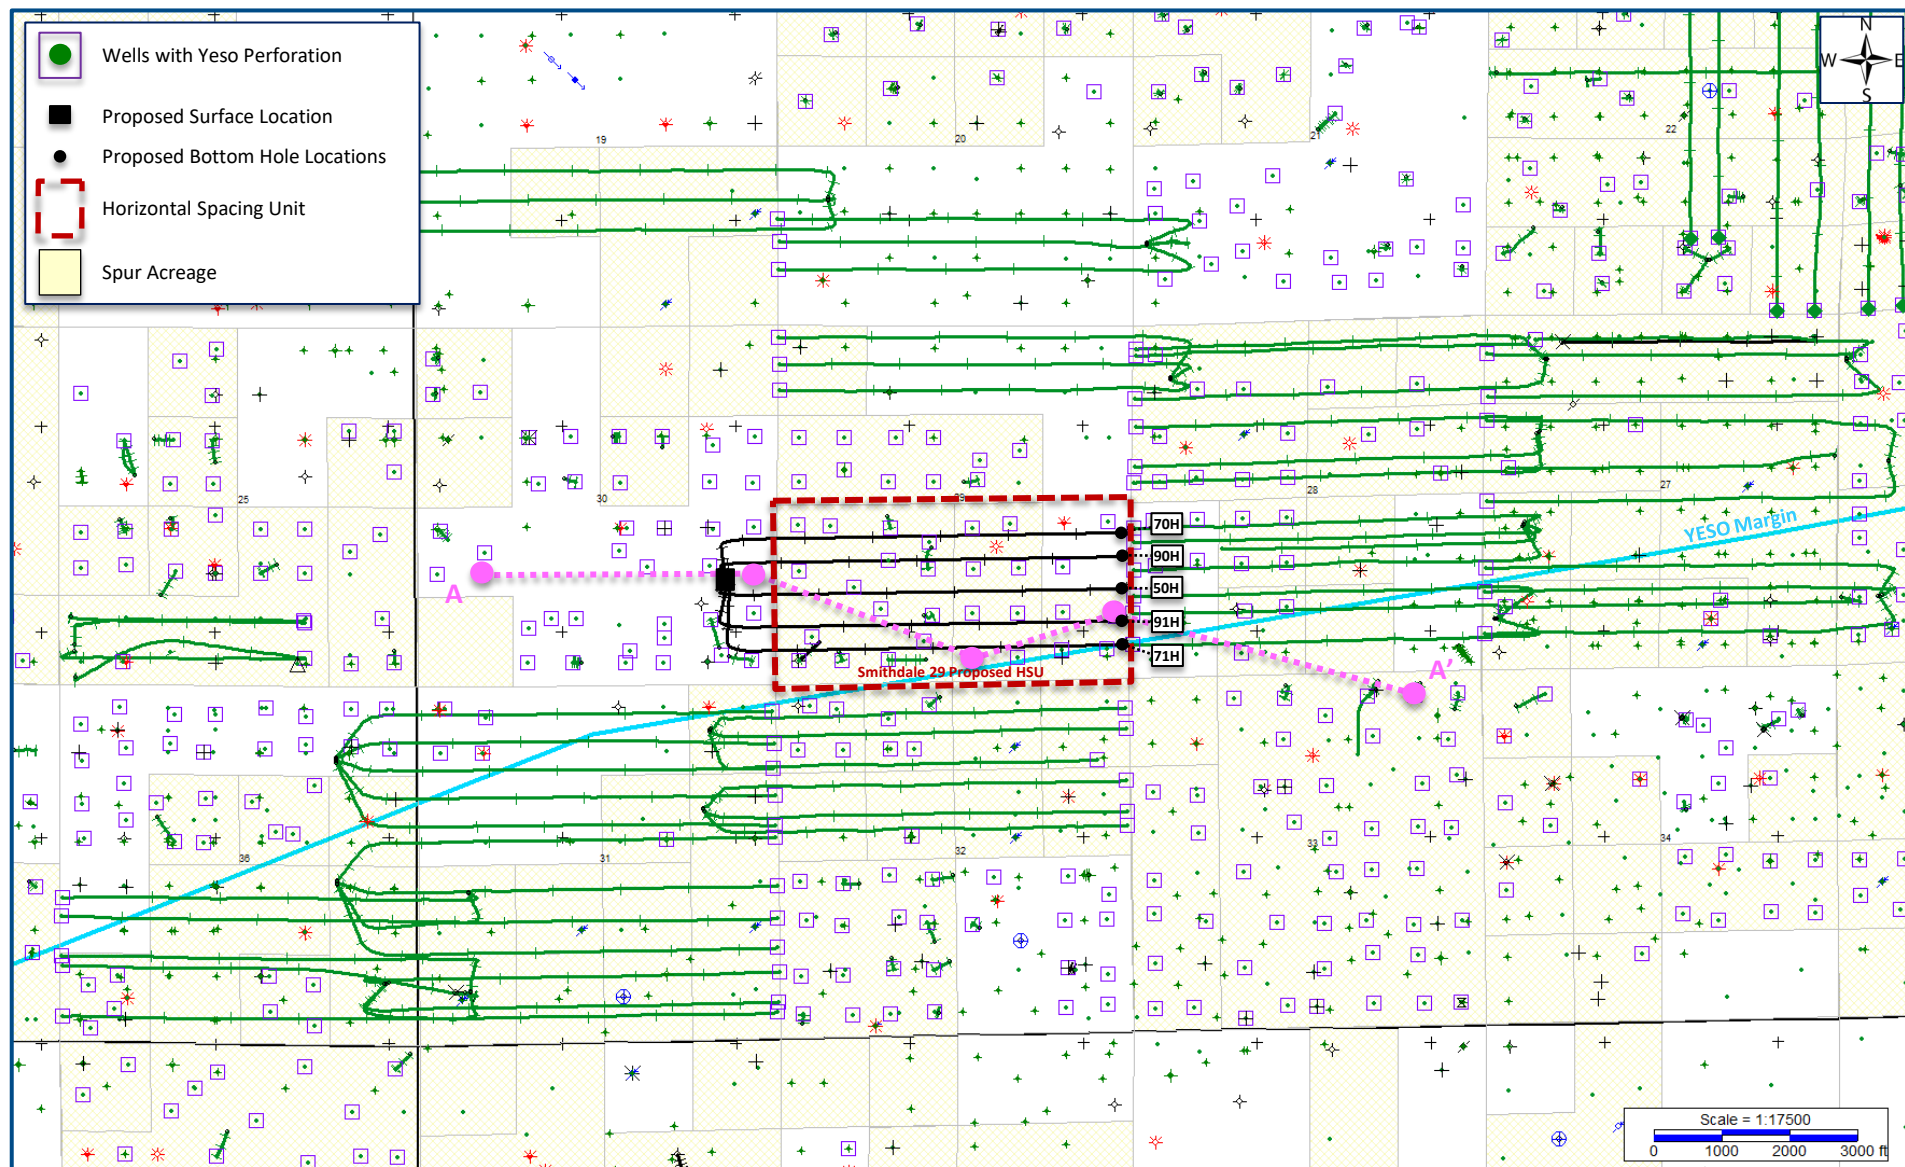 Wells with Yeso Perforation
Proposed Surface Location
Proposed Bottom Hole Locations
Horizontal Spacing Unit
Spur Acreage
N
W E
S
19
20
21
22
25
30
29
28
27
70H
90H
50H
91H
71H
YESO Margin
A
A'
Smithdale 29 Proposed HSU
36
31
32
33
34
Scale = 1:17500
0 1000 2000 3000 ft